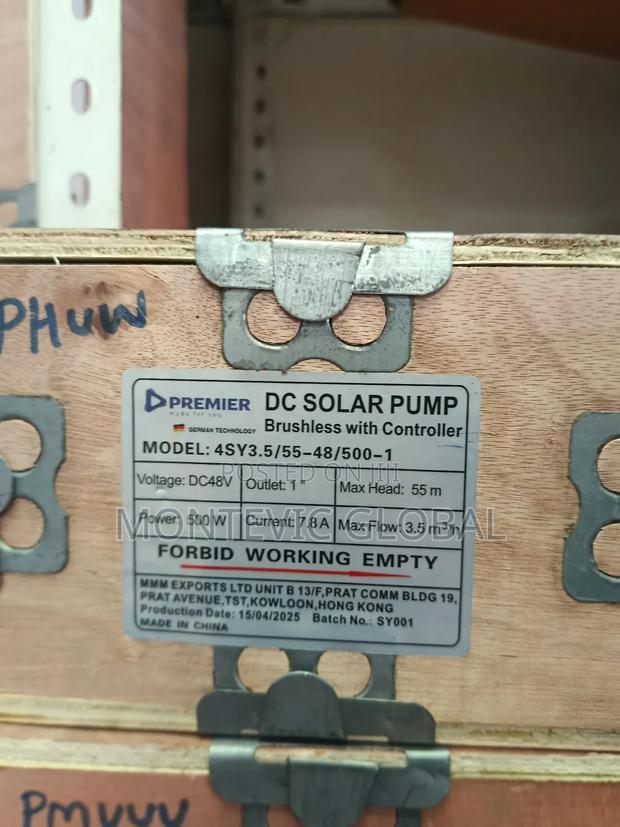 PHUW
PREMIER
made for you
GERMAN TECHNOLOGY
DC SOLAR PUMP
Brushless with Controller
MODEL: 4SY3.5/55-48/500-1
POSTED ON JIJI
Voltage: DC48V Outlet: 1" Max Head: 55 m
Power: 500 W Current: 7.8 A Max Flow: 3.5 m³/h
MONTEVIC GLOBAL
FORBID WORKING EMPTY
MMM EXPORTS LTD UNIT B 13/F,PRAT COMM BLDG 19,
PRAT AVENUE,TST,KOWLOON,HONG KONG
Production Date: 15/04/2025 Batch No.: SY001
MADE IN CHINA